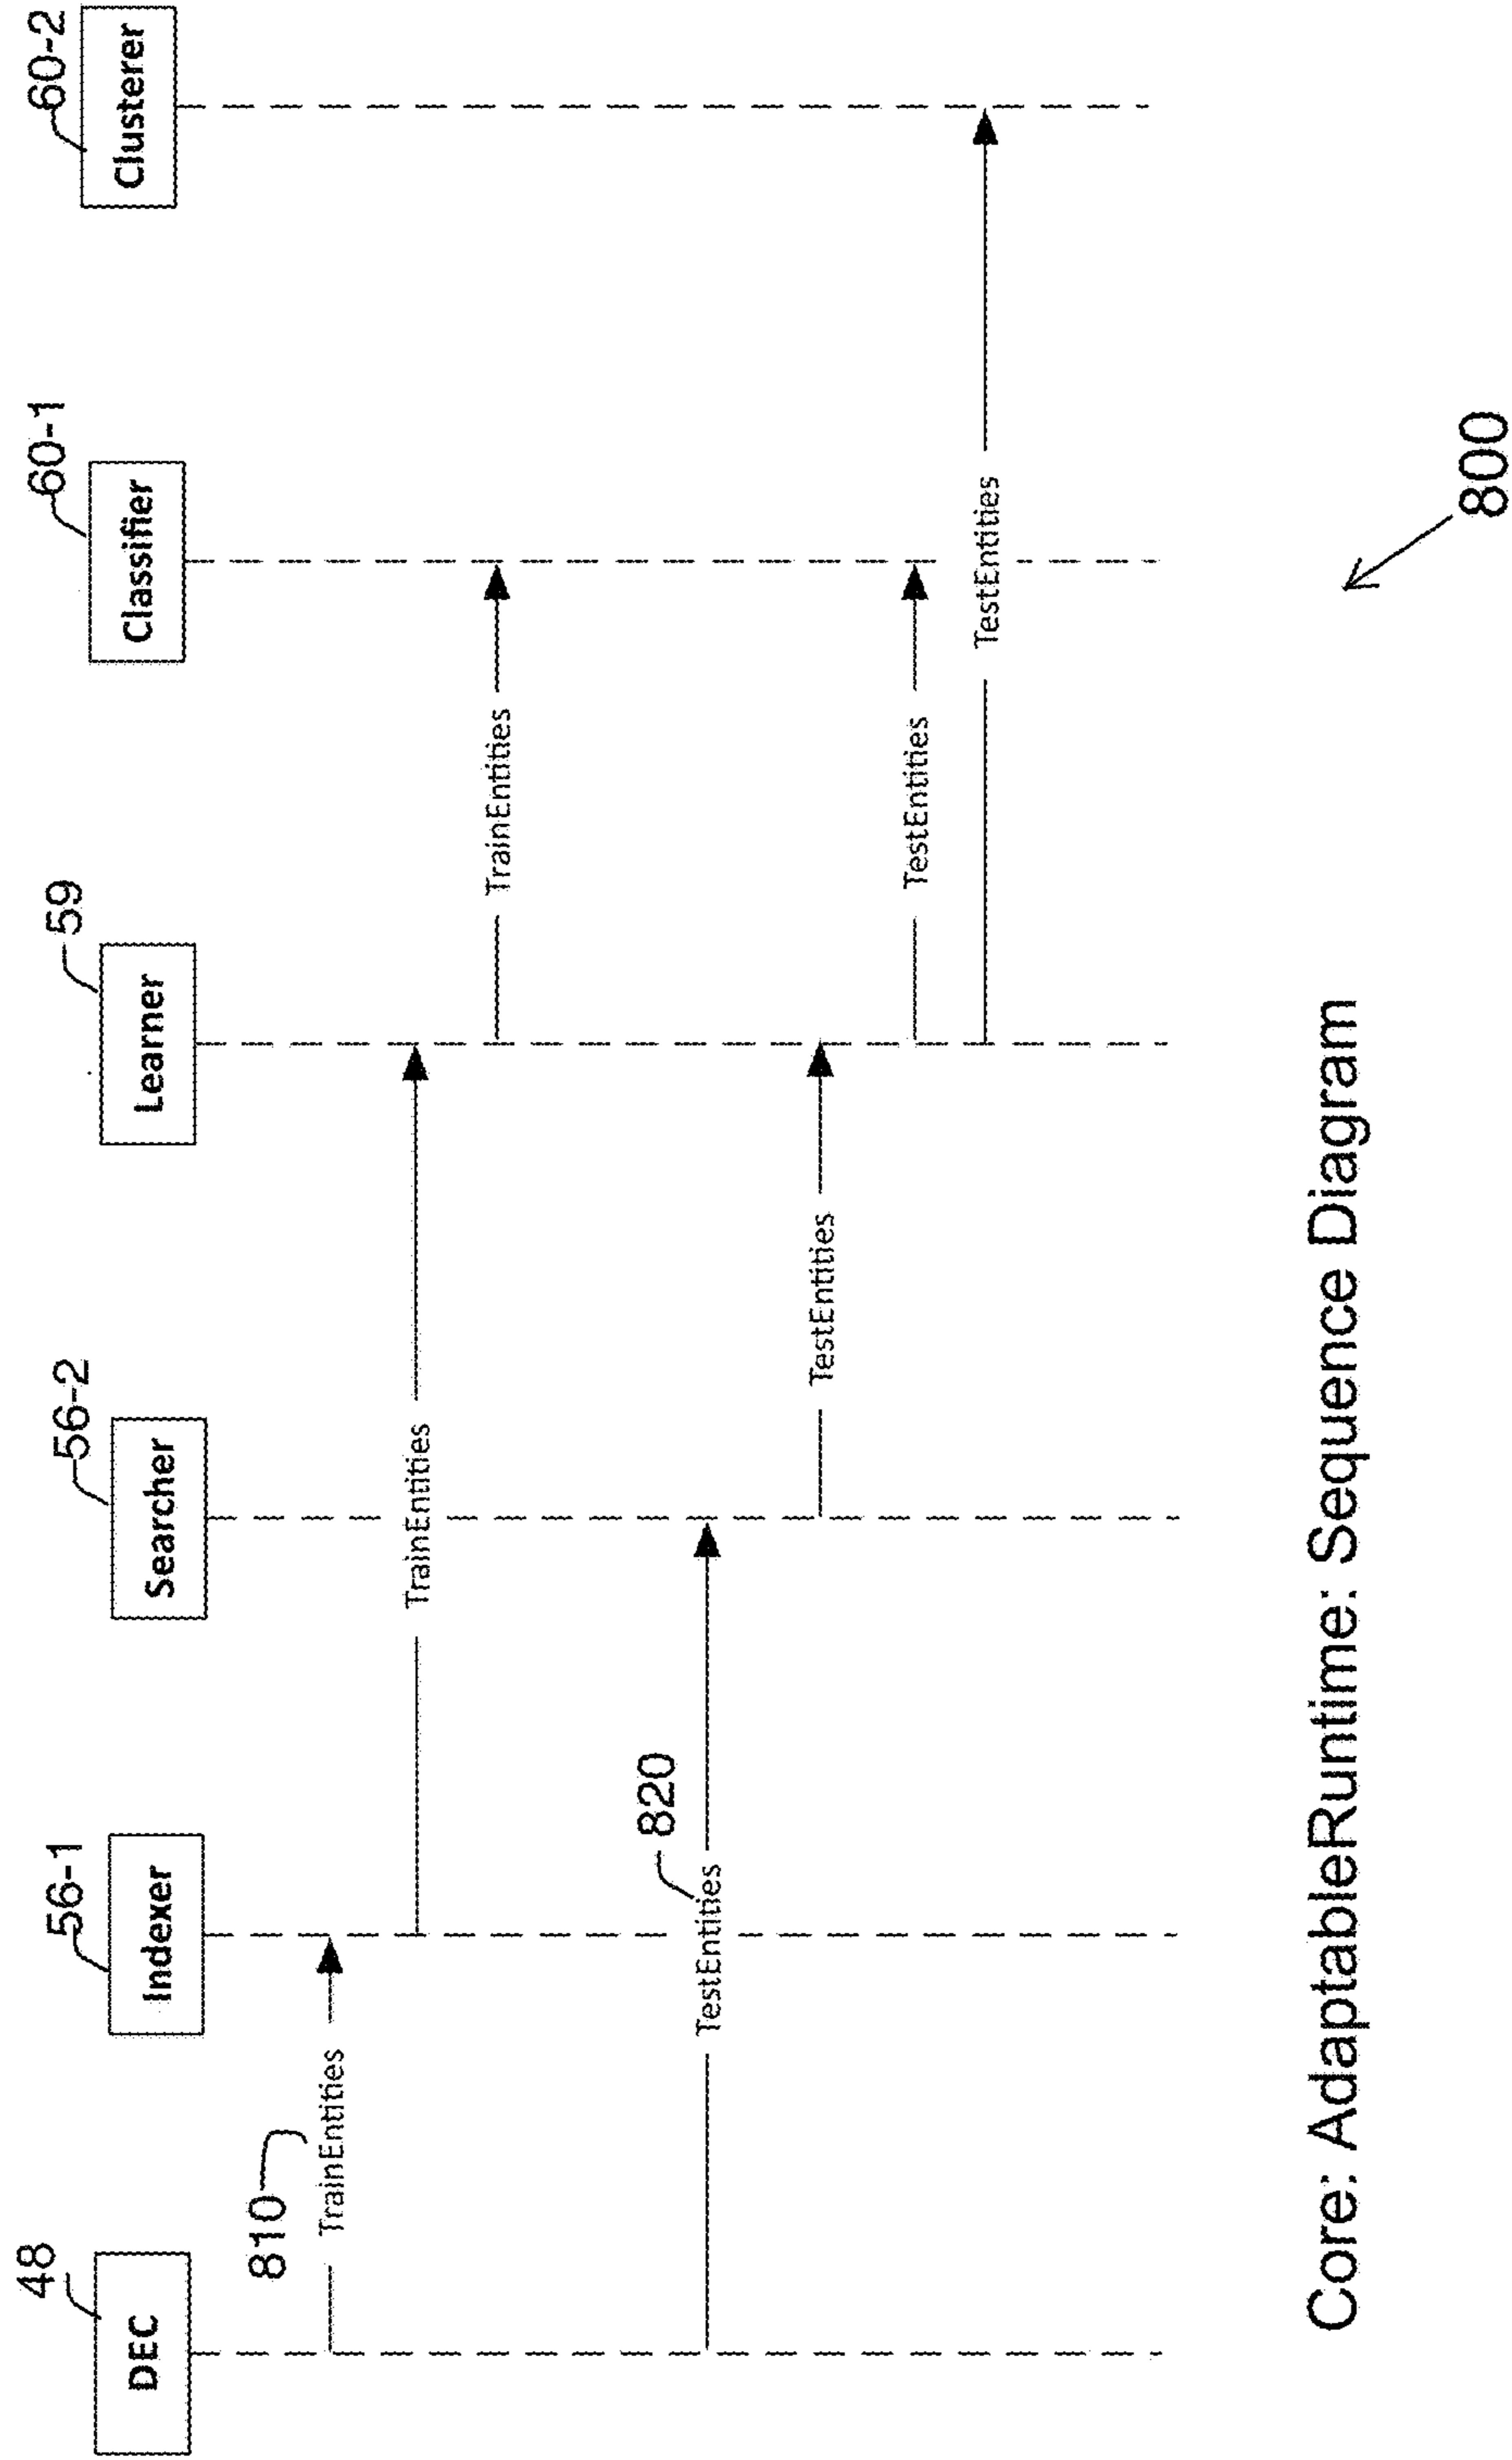 48
56-1
56-2
59
60-1
60-2
DEC
Indexer
Searcher
Learner
Classifier
Clusterer
810
TrainEntities
TrainEntities
TrainEntities
820
TestEntities
TestEntities
TestEntities
TestEntities
Core: AdaptableRuntime: Sequence Diagram
800